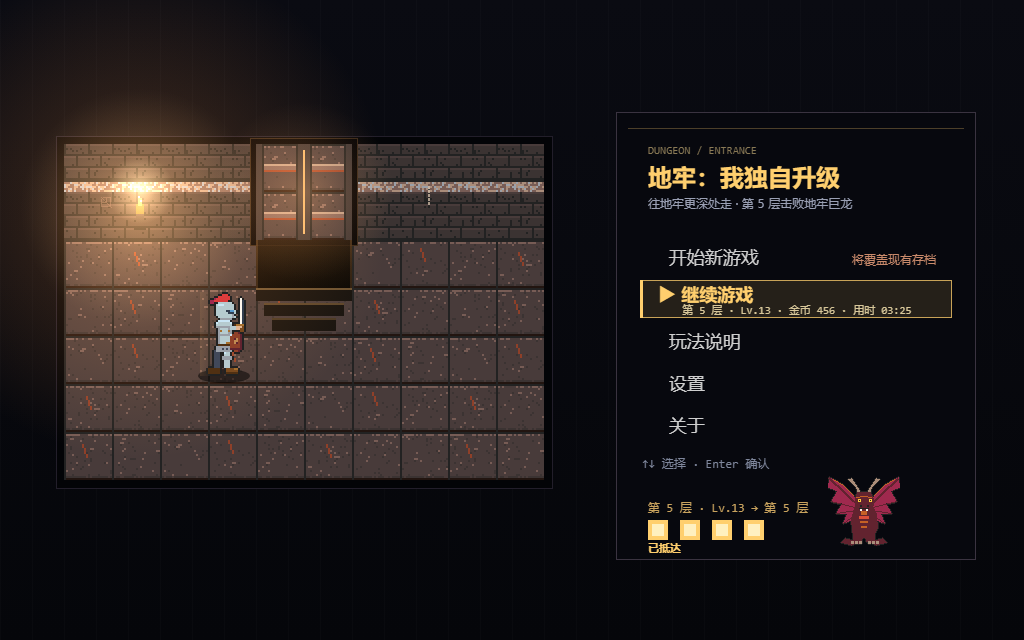 DUNGEON / ENTRANCE
地牢：我独自升级
往地牢更深处走 · 第 5 层击败地牢巨龙
开始新游戏 将覆盖现有存档
▶ 继续游戏
第 5 层 · Lv.13 · 金币 456 · 用时 03:25
玩法说明
设置
关于
↑↓ 选择 · Enter 确认
第 5 层 · Lv.13 → 第 5 层
已抵达